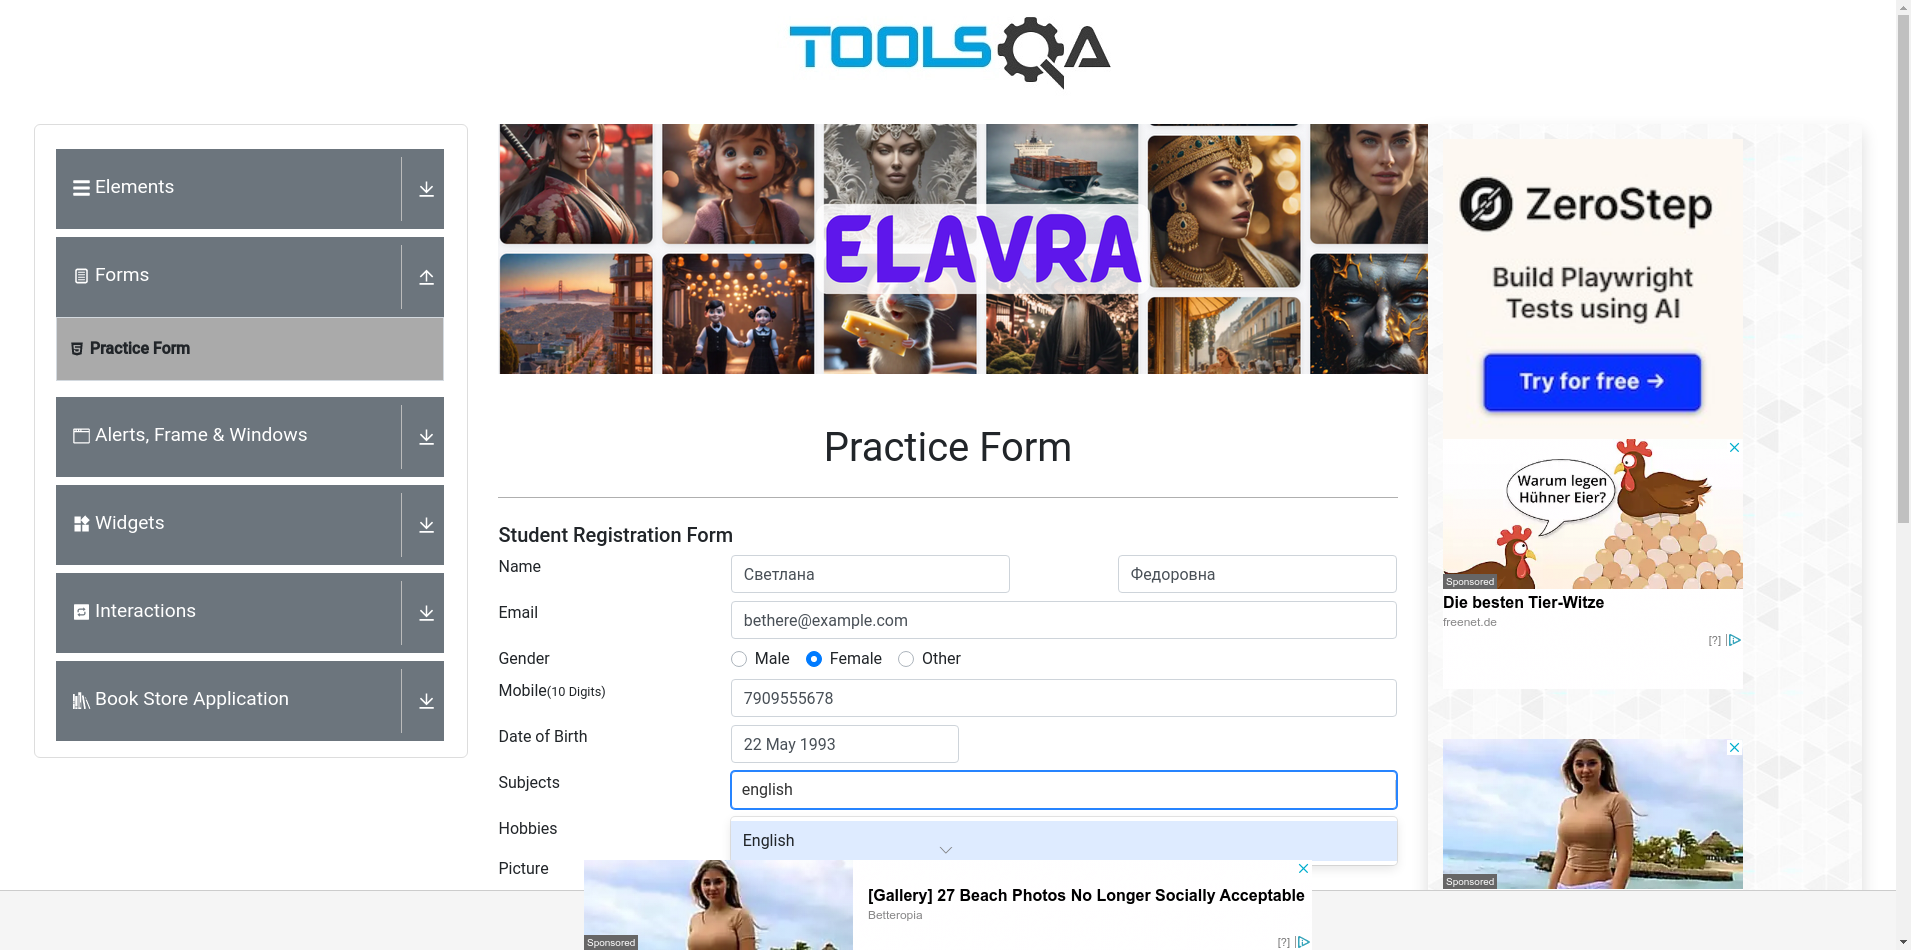 TOOLSQA
Elements
Forms
Practice Form
Alerts, Frame & Windows
Widgets
Interactions
Book Store Application
ELAVRA
Practice Form
Student Registration Form
Name
Светлана
Федоровна
Email
bethere@example.com
Gender
Male
Female
Other
Mobile(10 Digits)
7909555678
Date of Birth
22 May 1993
Subjects
english
Hobbies
English
Picture
ZeroStep
Build Playwright
Tests using AI
Try for free →
Warum legen
Hühner Eier?
Sponsored
Die besten Tier-Witze
freenet.de
[?]
Sponsored
[Gallery] 27 Beach Photos No Longer Socially Acceptable
Betteropia
Sponsored
[?]